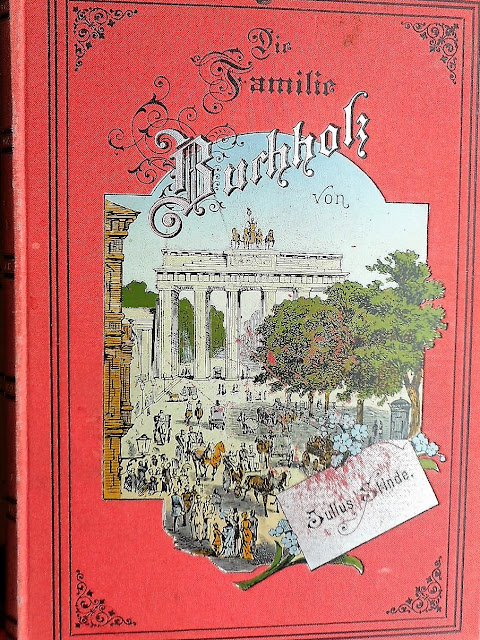 Die
Familie
Buchholz
von
Julius Stinde.